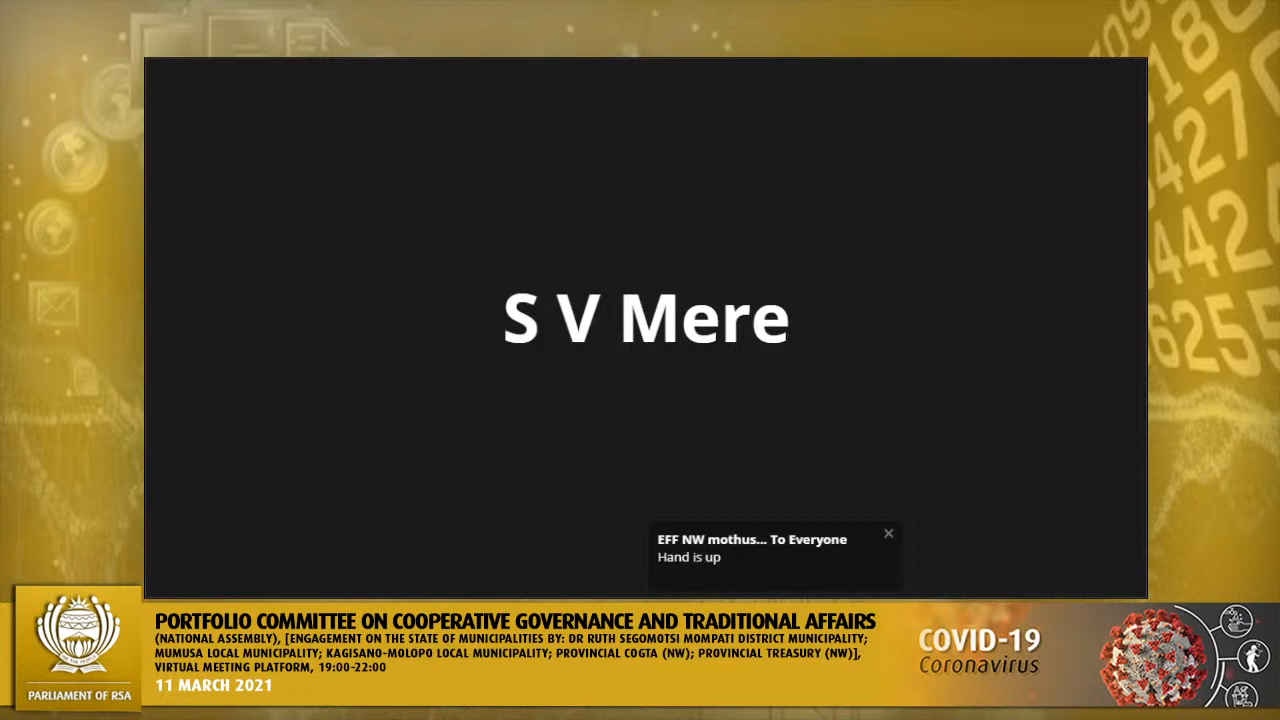 S V Mere
EFF NW mothus... To Everyone
Hand is up
PORTFOLIO COMMITTEE ON COOPERATIVE GOVERNANCE AND TRADITIONAL AFFAIRS
(NATIONAL ASSEMBLY), [ENGAGEMENT ON THE STATE OF MUNICIPALITIES BY: DR RUTH SEGOMOTSI MOMPATI DISTRICT MUNICIPALITY;
MUMUSA LOCAL MUNICIPALITY; KAGISANO-MOLOPO LOCAL MUNICIPALITY; PROVINCIAL COGTA (NW); PROVINCIAL TREASURY (NW)],
VIRTUAL MEETING PLATFORM, 19:00-22:00
11 MARCH 2021
PARLIAMENT OF RSA
COVID-19
Coronavirus
6255